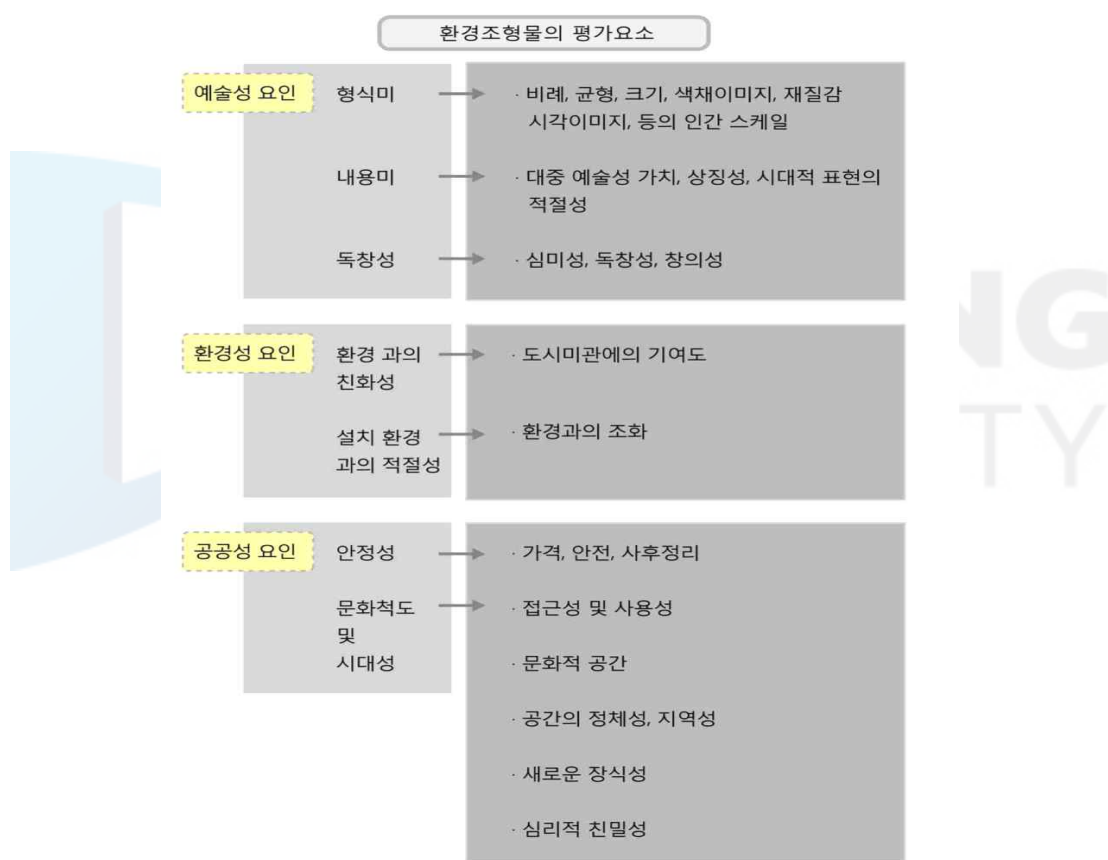 환경조형물의 평가요소
예술성 요인
형식미
· 비례, 균형, 크기, 색채이미지, 재질감
시각이미지, 등의 인간 스케일
내용미
· 대중 예술성 가치, 상징성, 시대적 표현의
적절성
독창성
· 심미성, 독창성, 창의성
환경성 요인
환경 과의
친화성
· 도시미관에의 기여도
설치 환경
과의 적절성
· 환경과의 조화
공공성 요인
안정성
· 가격, 안전, 사후정리
문화척도
및
시대성
· 접근성 및 사용성
· 문화적 공간
· 공간의 정체성, 지역성
· 새로운 장식성
· 심리적 친밀성
NG
TY